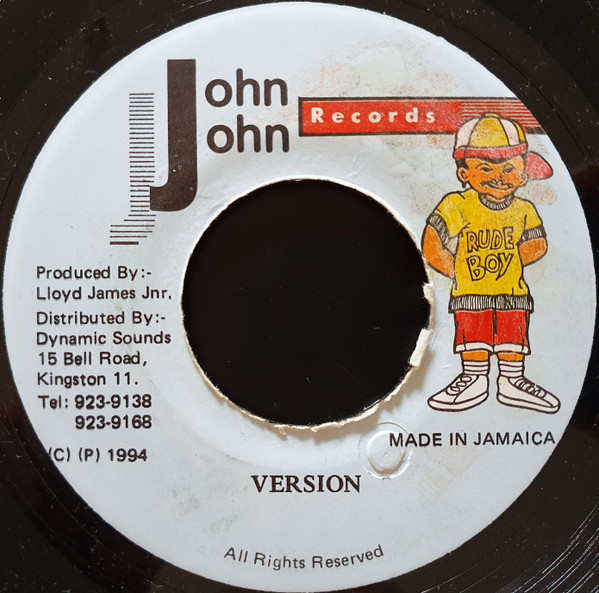 John
John
Records
RUDE
BOY
Produced By:-
Lloyd James Jnr.
Distributed By:-
Dynamic Sounds
15 Bell Road,
Kingston 11.
Tel: 923-9138
923-9168
(C) (P) 1994
MADE IN JAMAICA
VERSION
All Rights Reserved